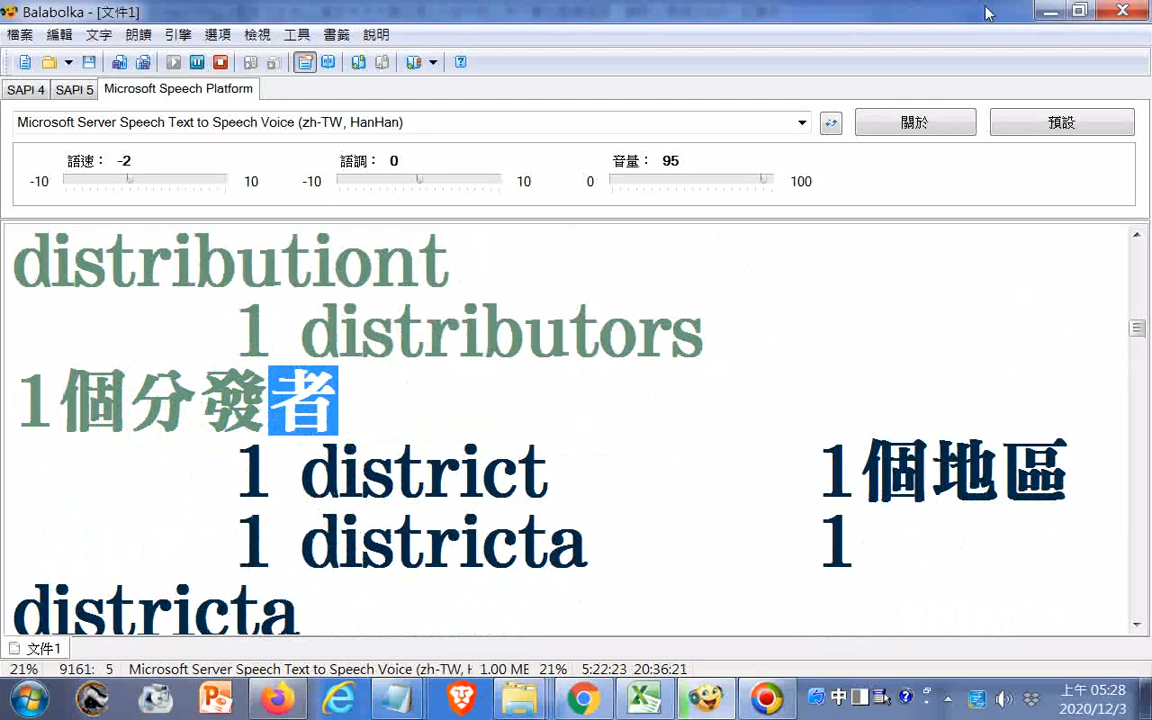 Balabolka - [文件1]
檔案 編輯 文字 朗讀 引擎 選項 檢視 工具 書籤 說明
SAPI 4 SAPI 5 Microsoft Speech Platform
Microsoft Server Speech Text to Speech Voice (zh-TW, HanHan) 關於 預設
語速： -2 語調： 0 音量： 95
-10 10 -10 10 0 100
distributiont
1 distributors
1個分發者
1 district 1個地區
1 districta 1
districta
文件1
21% 9161: 5 Microsoft Server Speech Text to Speech Voice (zh-TW, H 1.00 ME 21% 5:22:23 20:36:21
中 上午 05:28
2020/12/3